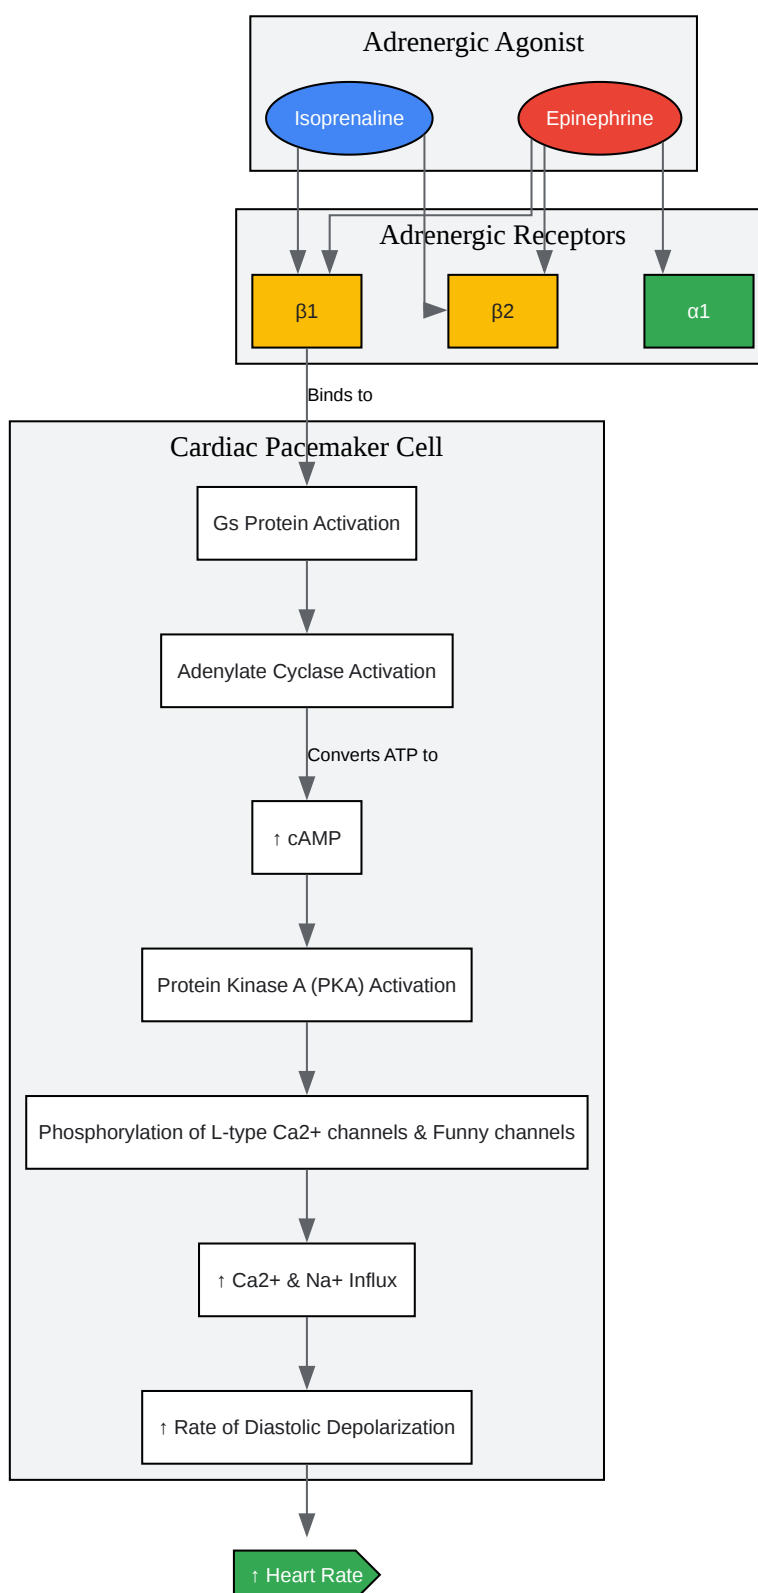 Adrenergic Agonist
Isoprenaline
Epinephrine
Adrenergic Receptors
β1
β2
α1
Binds to
Cardiac Pacemaker Cell
Gs Protein Activation
Adenylate Cyclase Activation
Converts ATP to
↑ cAMP
Protein Kinase A (PKA) Activation
Phosphorylation of L-type Ca2+ channels & Funny channels
↑ Ca2+ & Na+ Influx
↑ Rate of Diastolic Depolarization
↑ Heart Rate